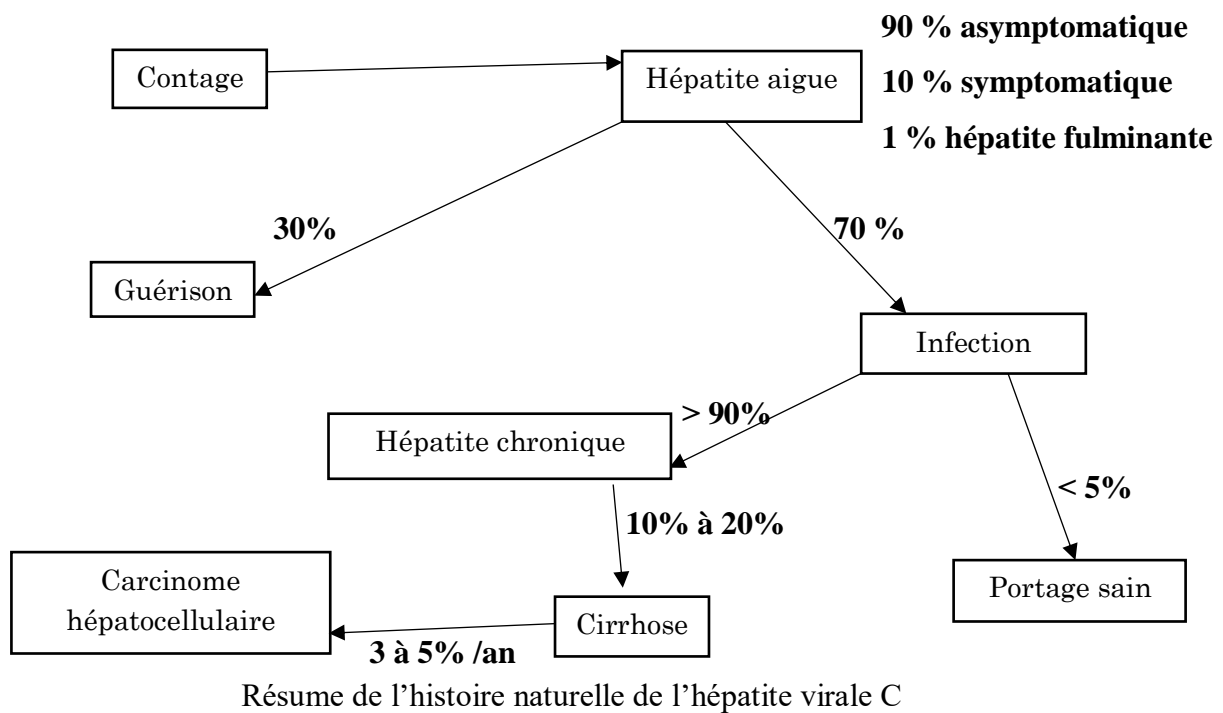 90 % asymptomatique
Contage
Hépatite aigue
10 % symptomatique
1 % hépatite fulminante
30%
70 %
Guérison
Infection
> 90%
Hépatite chronique
< 5%
10% à 20%
Carcinome
hépatocellulaire
Portage sain
Cirrhose
3 à 5% /an
Résume de l’histoire naturelle de l’hépatite virale C